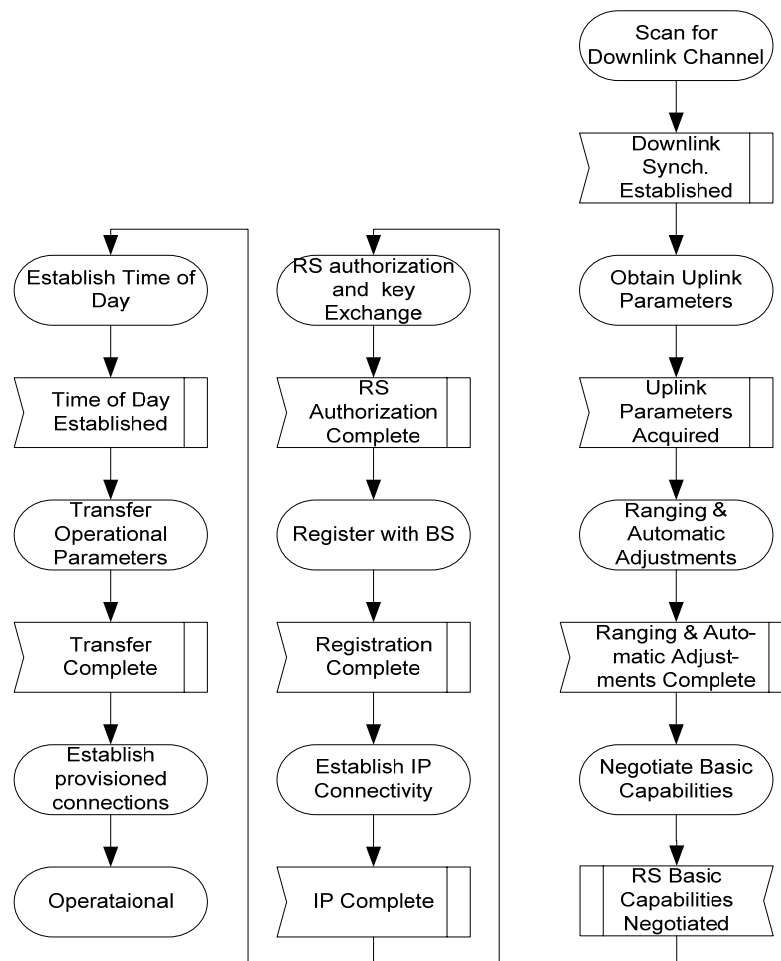 Scan for
Downlink Channel
Downlink
Synch.
Established
Obtain Uplink
Parameters
Uplink
Parameters
Acquired
Ranging &
Automatic
Adjustments
Ranging & Auto-
matic Adjust-
ments Complete
Negotiate Basic
Capabilities
RS Basic
Capabilities
Negotiated
RS authorization
and key
Exchange
RS
Authorization
Complete
Register with BS
Registration
Complete
Establish IP
Connectivity
IP Complete
Establish Time of
Day
Time of Day
Established
Transfer
Operational
Parameters
Transfer
Complete
Establish
provisioned
connections
Operataional